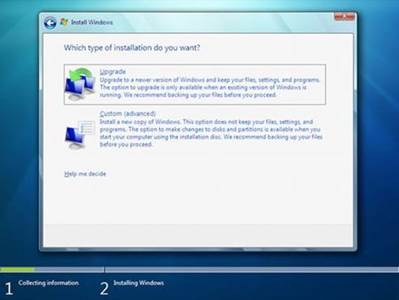 Install Windows
Which type of installation do you want?
Upgrade
Upgrade to a newer version of Windows and keep your files, settings, and programs.
The option to upgrade is only available when an existing version of Windows is
running. We recommend backing up your files before you proceed.
Custom (advanced)
Install a new copy of Windows. This option does not keep your files, settings, and
programs. The option to make changes to disks and partitions is available when you
start your computer using the installation disc. We recommend backing up your files
before you proceed.
Help me decide
1 Collecting information
2 Installing Windows